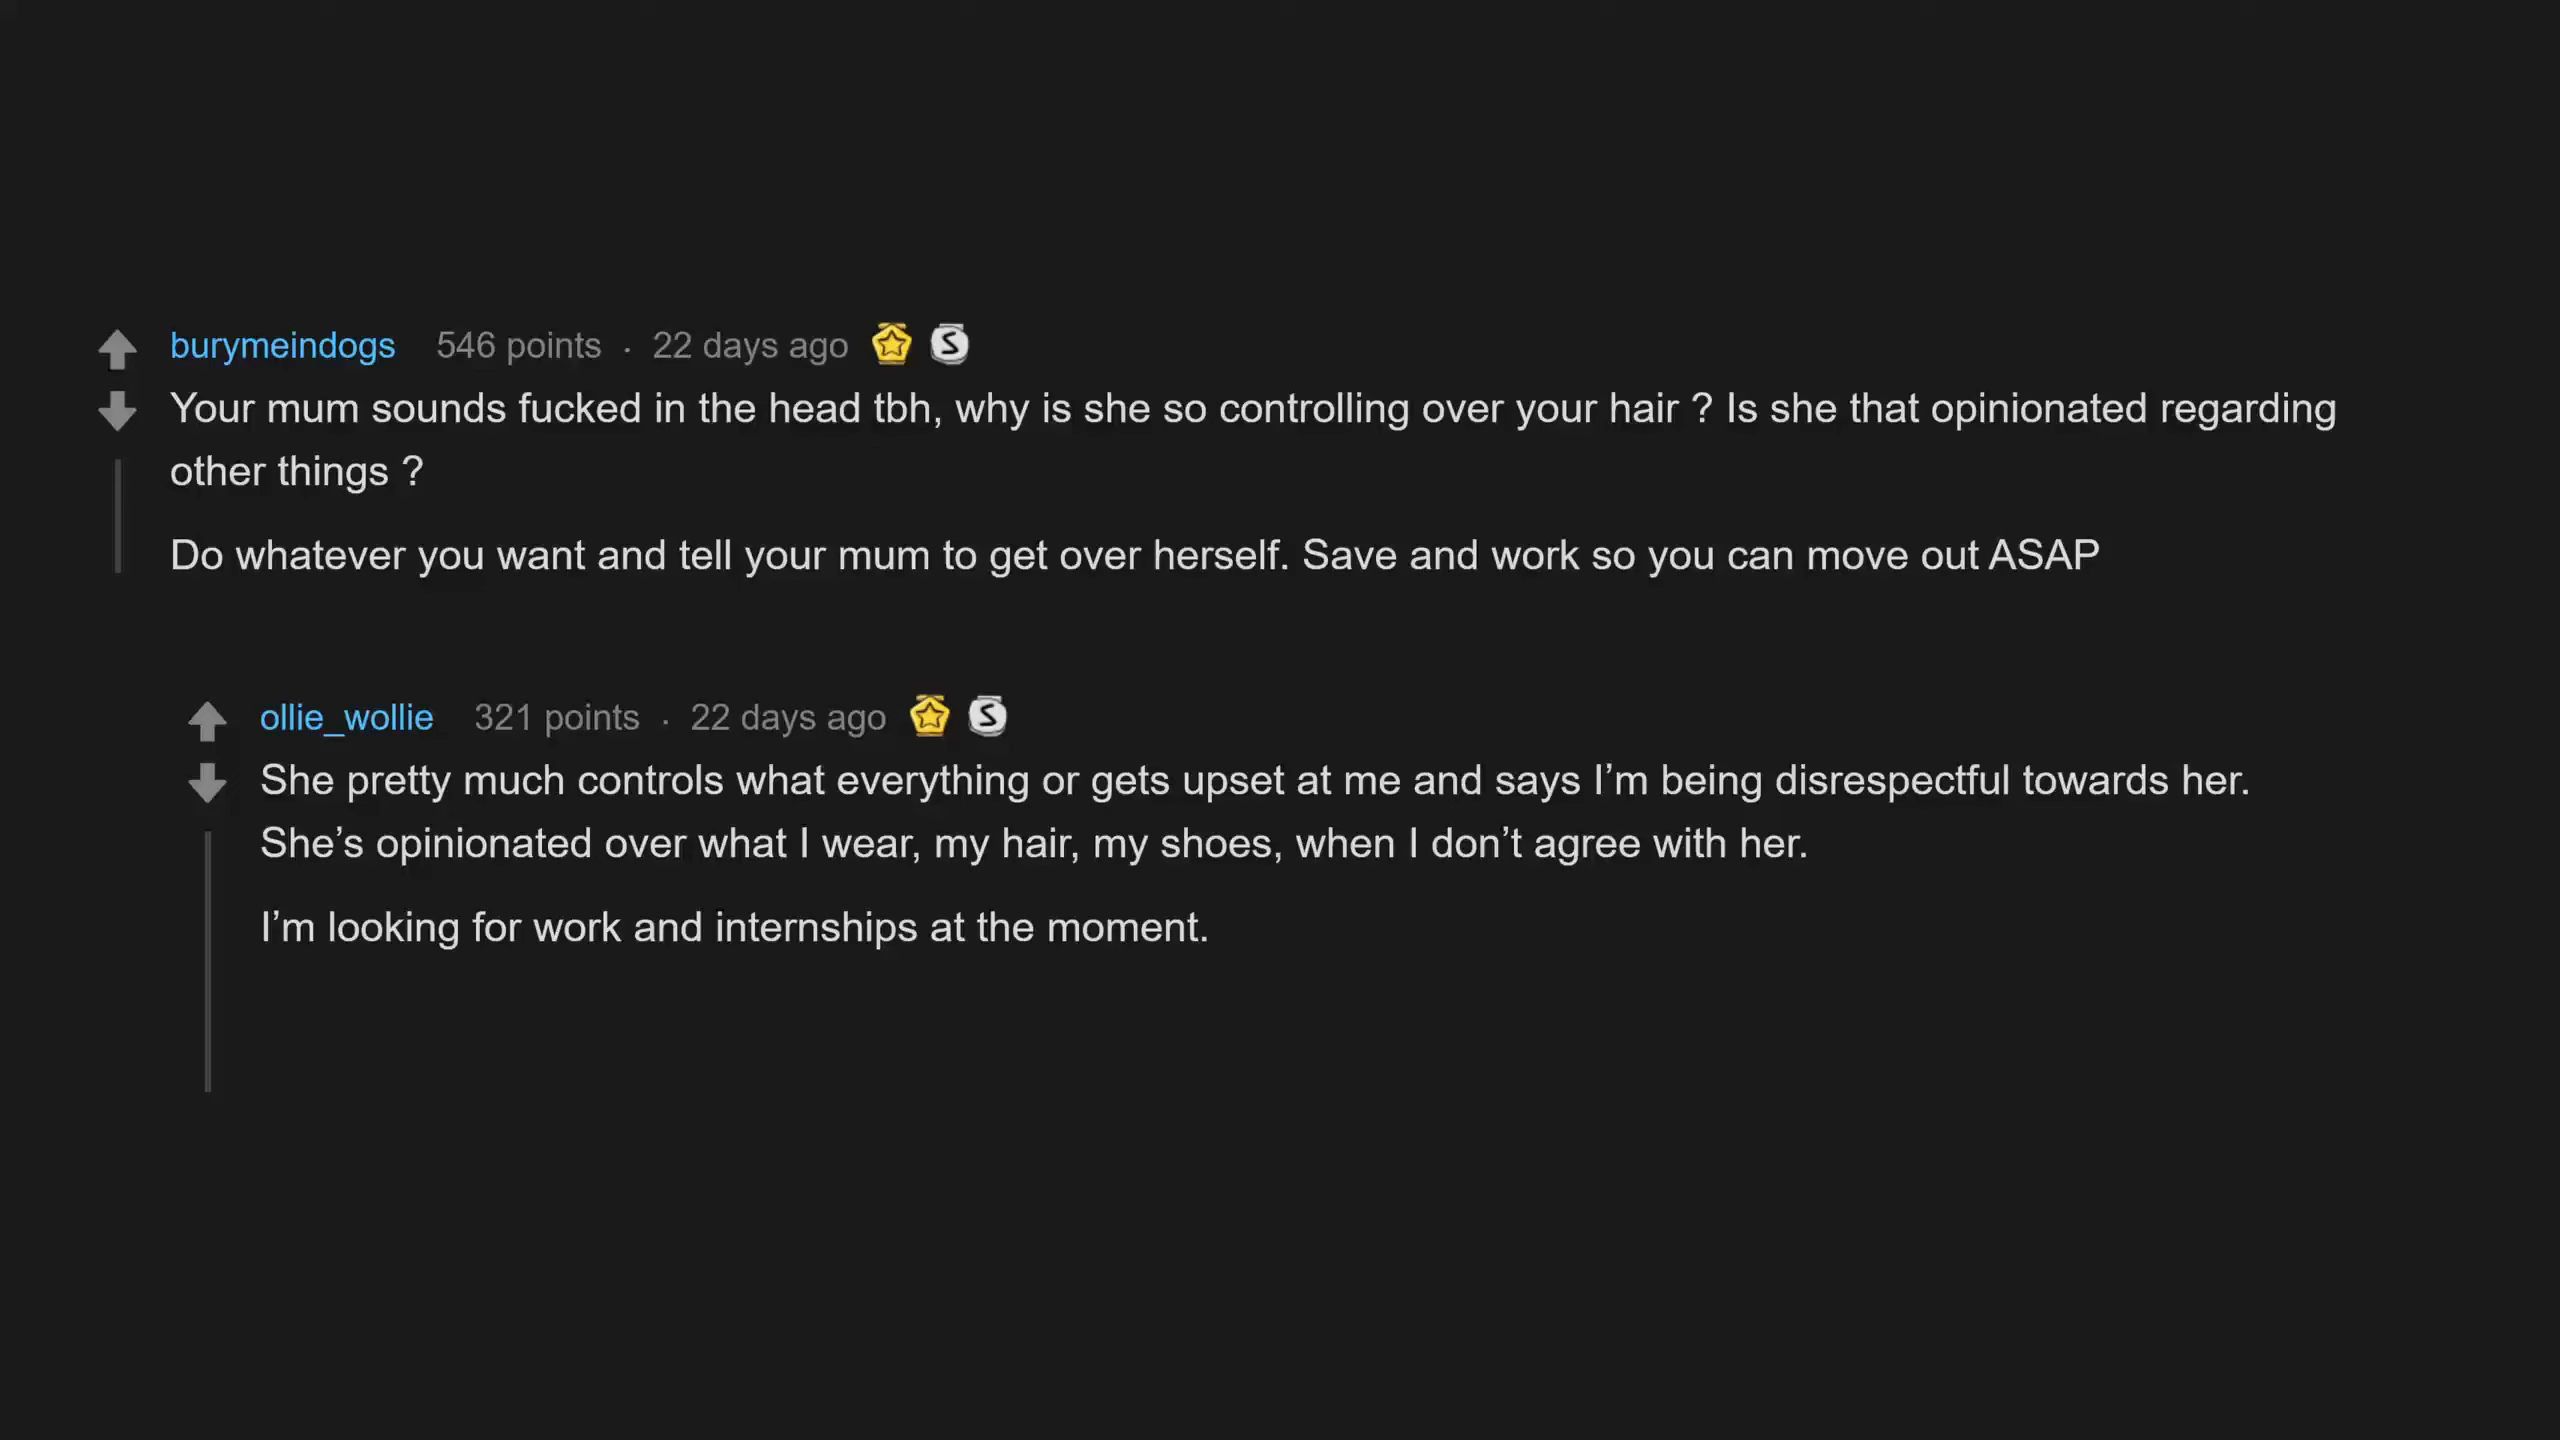 burymeindogs 546 points · 22 days ago
Your mum sounds fucked in the head tbh, why is she so controlling over your hair ? Is she that opinionated regarding
other things ?
Do whatever you want and tell your mum to get over herself. Save and work so you can move out ASAP
ollie_wollie 321 points · 22 days ago
She pretty much controls what everything or gets upset at me and says I’m being disrespectful towards her.
She’s opinionated over what I wear, my hair, my shoes, when I don’t agree with her.
I’m looking for work and internships at the moment.